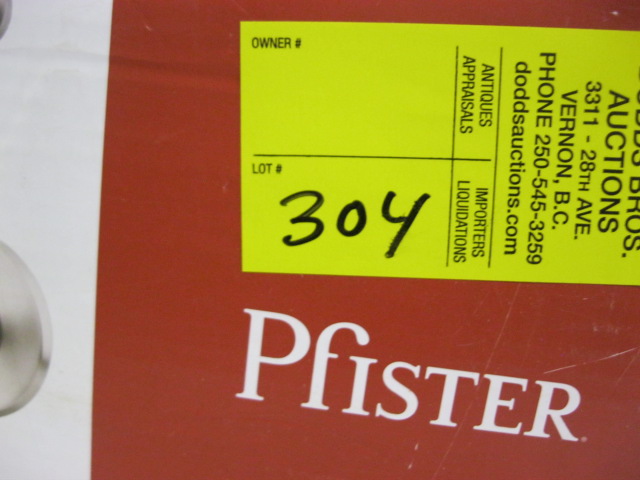 OWNER #
LOT #
304
ANTIQUES
APPRAISALS
IMPORTERS
LIQUIDATIONS
BROS.
AUCTIONS
3311 - 28TH AVE.
VERNON, B.C.
PHONE 250-545-3259
doddsauctions.com
Pfister